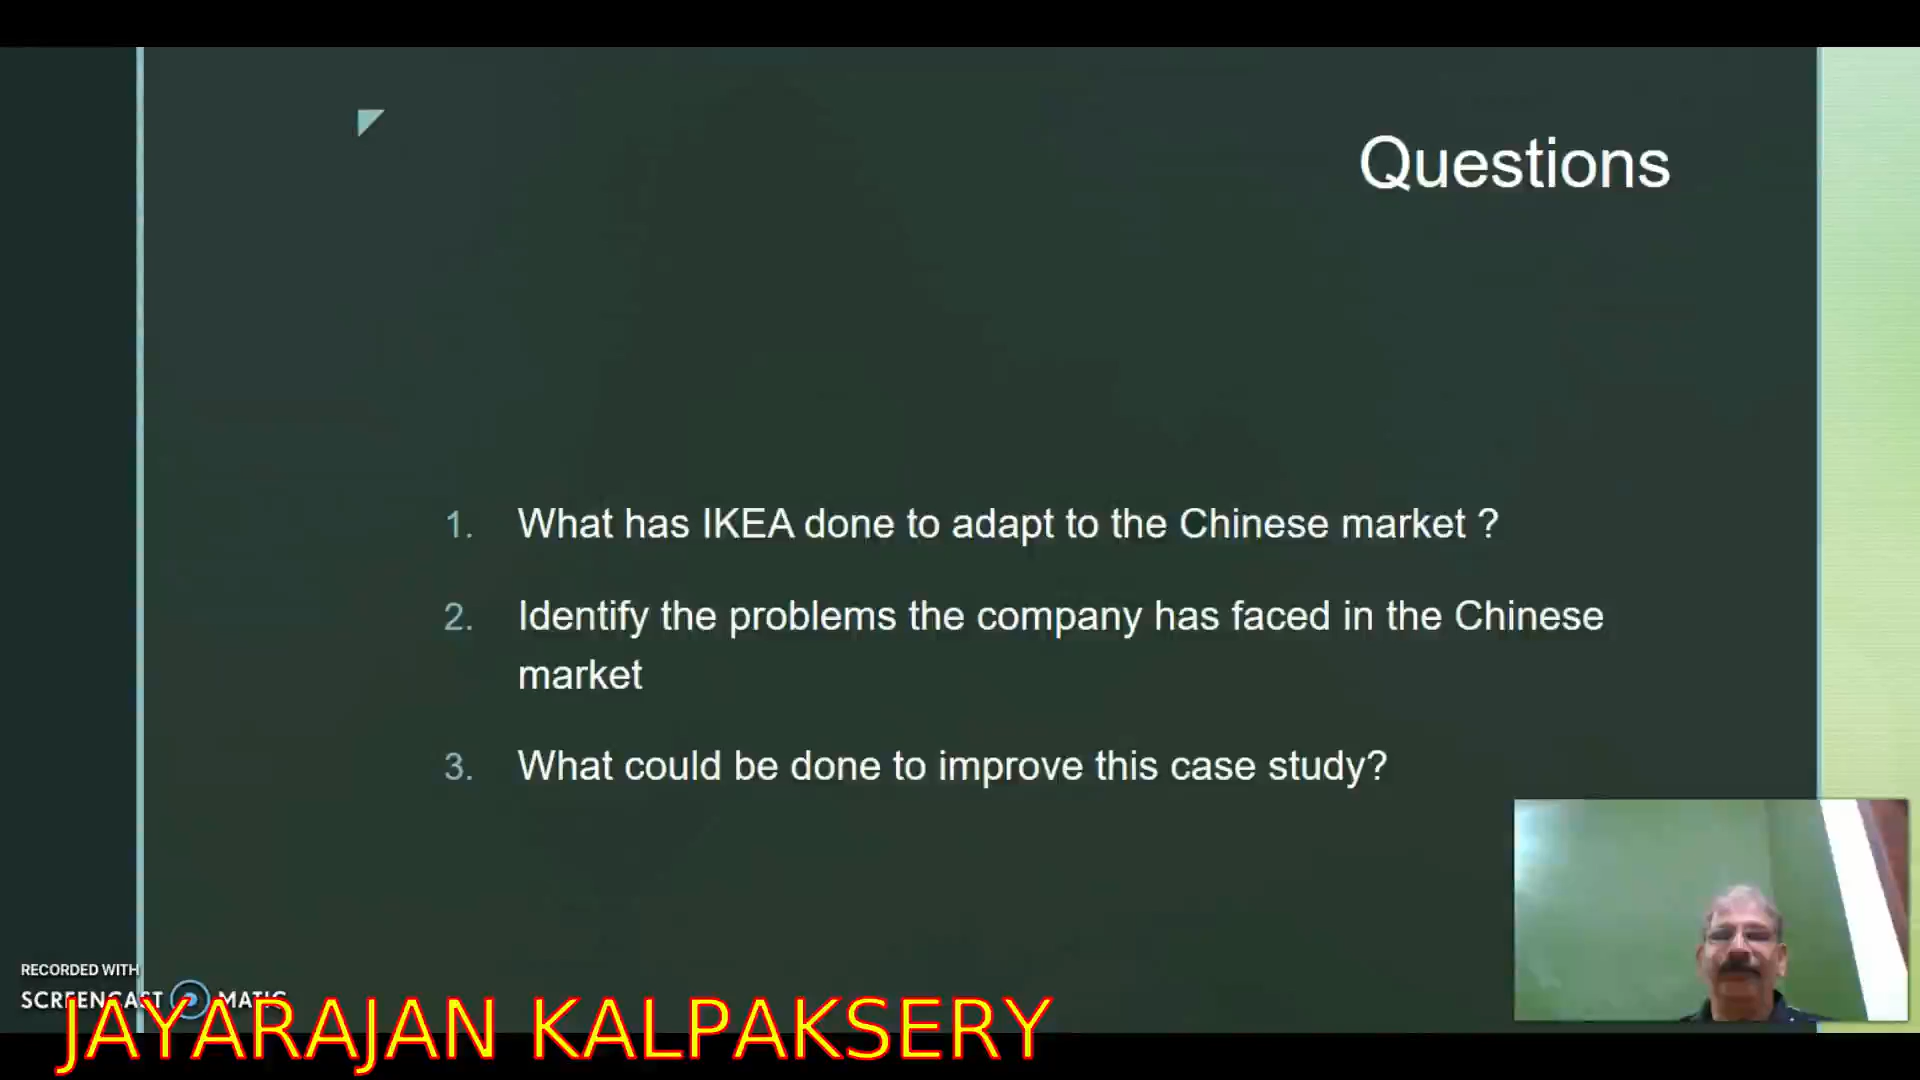 Questions
1. What has IKEA done to adapt to the Chinese market ?
2. Identify the problems the company has faced in the Chinese
market
3. What could be done to improve this case study?
RECORDED WITH
SCREENCAST MATIC
JAYARAJAN KALPAKSERY